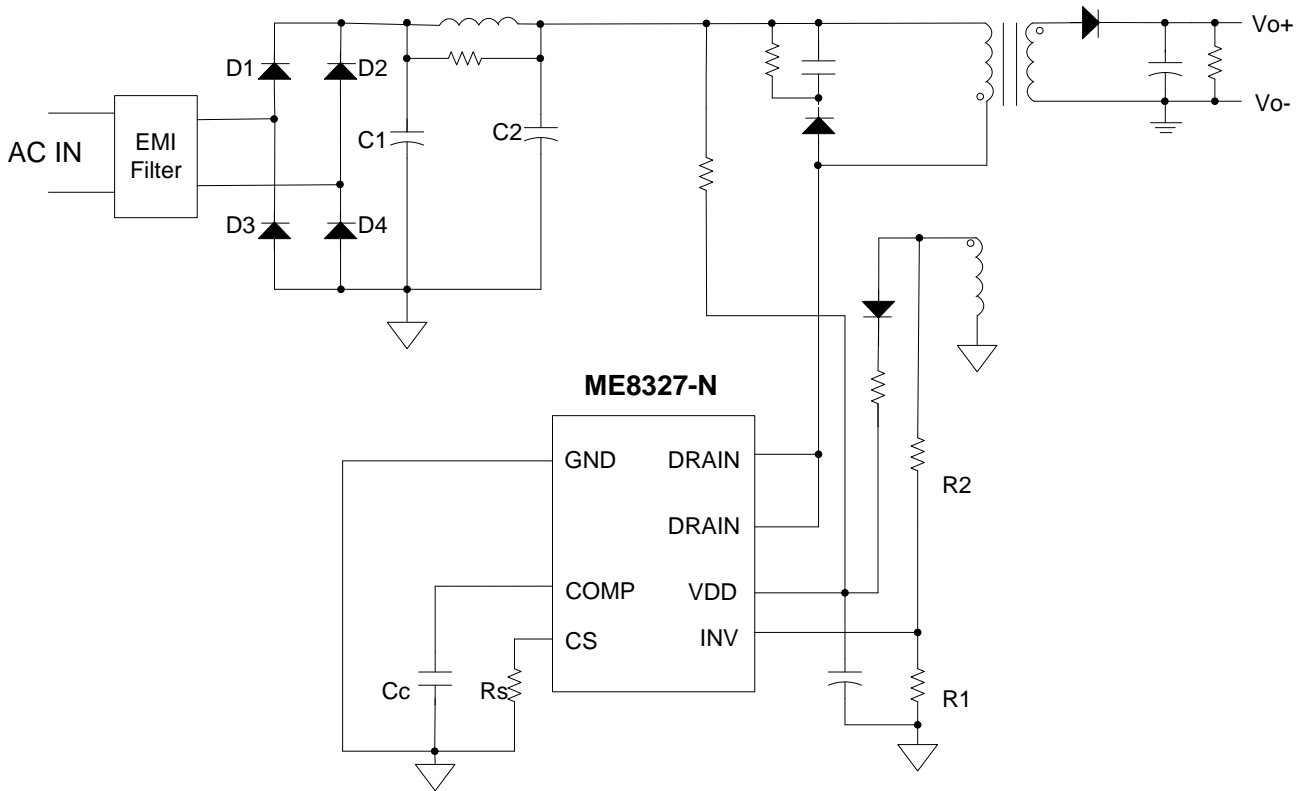 Vo+
D1
D2
C1
C2
Vo-
AC IN
EMI
Filter
D3
D4
ME8327-N
GND
DRAIN
R2
DRAIN
COMP
VDD
CS
INV
Cc
Rs
R1